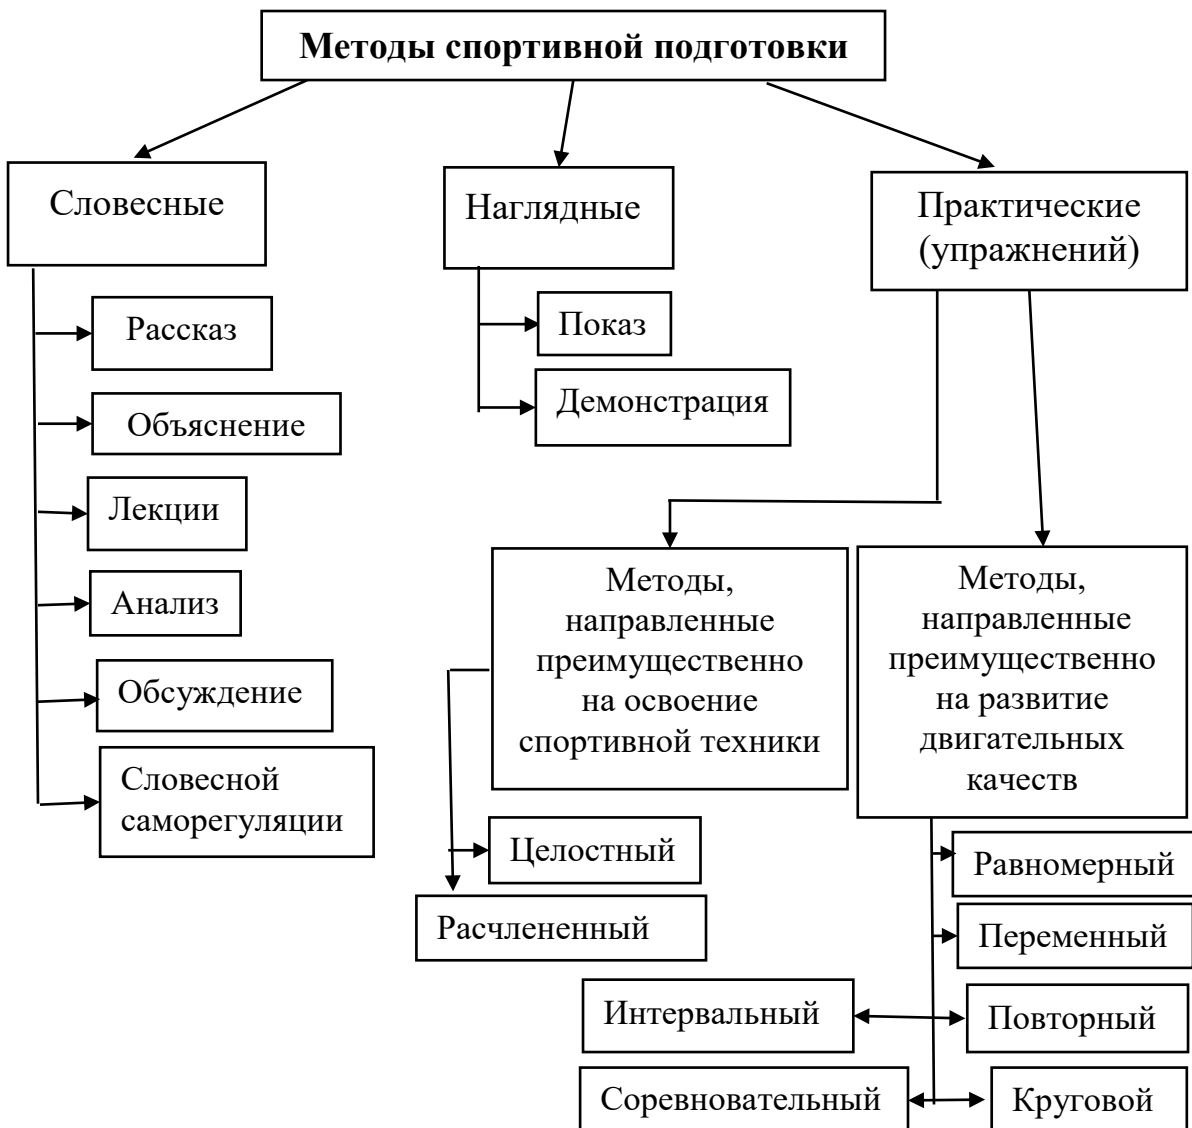 Методы спортивной подготовки
Словесные
Наглядные
Практические
(упражнений)
Рассказ
Объяснение
Лекции
Анализ
Обсуждение
Словесной
саморегуляции
Показ
Демонстрация
Методы,
направленные
преимущественно
на освоение
спортивной техники
Целостный
Расчлененный
Методы,
направленные
преимущественно
на развитие
двигательных
качеств
Равномерный
Переменный
Интервальный
Повторный
Соревновательный
Круговой